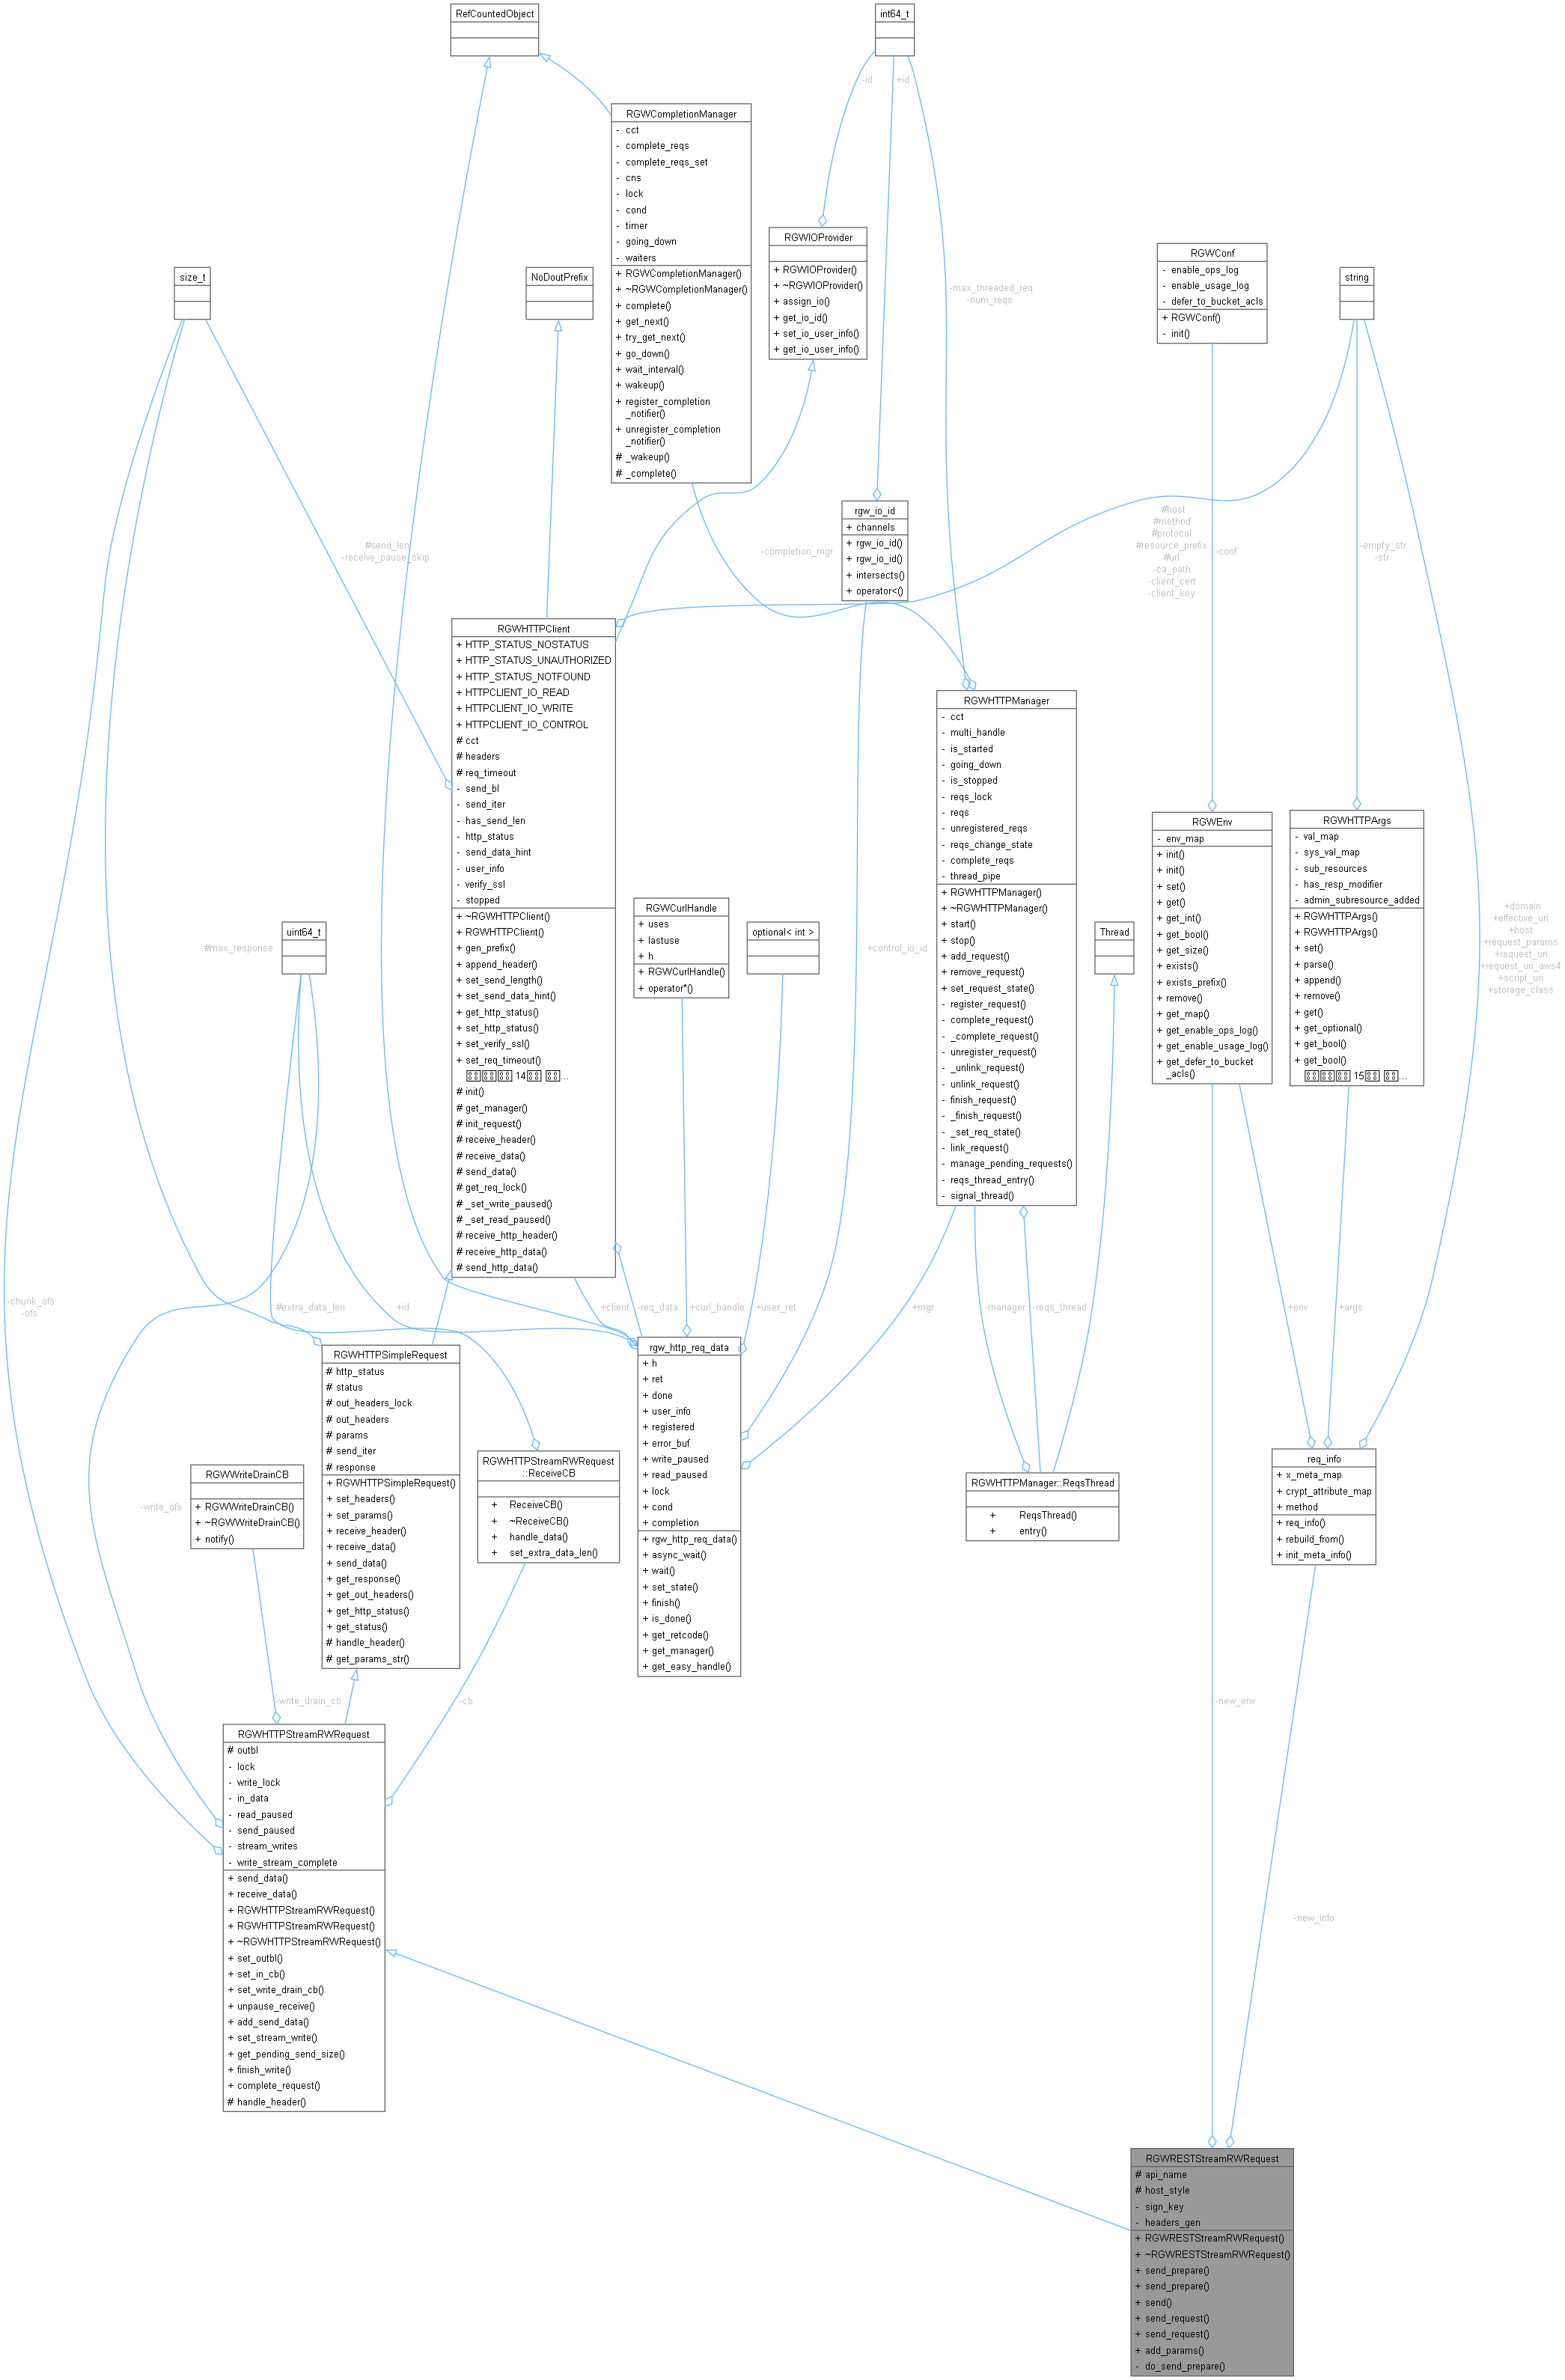 RefCountedObject
int64_t
-id
+id
RGWCompletionManager
- cct
- complete_reqs
- complete_reqs_set
- cns
- lock
- cond
- timer
- going_down
- waiters
+ RGWCompletionManager()
+ ~RGWCompletionManager()
+ complete()
+ get_next()
+ try_get_next()
+ go_down()
+ wait_interval()
+ wakeup()
+ register_completion
_notifier()
+ unregister_completion
_notifier()
# _wakeup()
# _complete()
RGWIOProvider
+ RGWIOProvider()
+ ~RGWIOProvider()
+ assign_io()
+ get_io_id()
+ set_io_user_info()
+ get_io_user_info()
-max_threaded_req
-num_reqs
RGWConf
- enable_ops_log
- enable_usage_log
- defer_to_bucket_acls
+ RGWConf()
- init()
size_t
NoDoutPrefix
string
#send_len
-receive_pause_skip
-completion_mgr
rgw_io_id
+ channels
+ rgw_io_id()
+ rgw_io_id()
+ intersects()
+ operator<()
#host
#method
#protocol
#resource_prefix
#url
-ca_path
-client_cert
-client_key
-conf
-empty_str
-str
RGWHTTPClient
+ HTTP_STATUS_NOSTATUS
+ HTTP_STATUS_UNAUTHORIZED
+ HTTP_STATUS_NOTFOUND
+ HTTPCLIENT_IO_READ
+ HTTPCLIENT_IO_WRITE
+ HTTPCLIENT_IO_CONTROL
# cct
# headers
# req_timeout
- send_bl
- send_iter
- has_send_len
- http_status
- send_data_hint
- user_info
- verify_ssl
- stopped
+ ~RGWHTTPClient()
+ RGWHTTPClient()
+ gen_prefix()
+ append_header()
+ set_send_length()
+ set_send_data_hint()
+ get_http_status()
+ set_http_status()
+ set_verify_ssl()
+ set_req_timeout()
14
...
# init()
# get_manager()
# init_request()
# receive_header()
# receive_data()
# send_data()
# get_req_lock()
# _set_write_paused()
# _set_read_paused()
# receive_http_header()
# receive_http_data()
# send_http_data()
RGWHTTPManager
- cct
- multi_handle
- is_started
- going_down
- is_stopped
- reqs_lock
- reqs
- unregistered_reqs
- reqs_change_state
- complete_reqs
- thread_pipe
+ RGWHTTPManager()
+ ~RGWHTTPManager()
+ start()
+ stop()
+ add_request()
+ remove_request()
+ set_request_state()
- register_request()
- complete_request()
- _complete_request()
- unregister_request()
- _unlink_request()
- unlink_request()
- finish_request()
- _finish_request()
- _set_req_state()
- link_request()
- manage_pending_requests()
- reqs_thread_entry()
- signal_thread()
RGWEnv
- env_map
+ init()
+ init()
+ set()
+ get()
+ get_int()
+ get_bool()
+ get_size()
+ exists()
+ exists_prefix()
+ remove()
+ get_map()
+ get_enable_ops_log()
+ get_enable_usage_log()
+ get_defer_to_bucket
_acls()
RGWHTTPArgs
- val_map
- sys_val_map
- sub_resources
- has_resp_modifier
- admin_subresource_added
+ RGWHTTPArgs()
+ RGWHTTPArgs()
+ set()
+ parse()
+ append()
+ remove()
+ get()
+ get_optional()
+ get_bool()
+ get_bool()
15
...
#max_response
uint64_t
RGWCurlHandle
+ uses
+ lastuse
+ h
+ RGWCurlHandle()
+ operator*()
optional< int >
+control_io_id
Thread
+domain
+effective_uri
+host
+request_params
+request_uri
+request_uri_aws4
+script_uri
+storage_class
-chunk_ofs
-ofs
#extra_data_len
+id
+client
-req_data
+curl_handle
+user_ret
+mgr
-manager
-reqs_thread
+env
+args
RGWHTTPSimpleRequest
# http_status
# status
# out_headers_lock
# out_headers
# params
# send_iter
# response
+ RGWHTTPSimpleRequest()
+ set_headers()
+ set_params()
+ receive_header()
+ receive_data()
+ send_data()
+ get_response()
+ get_out_headers()
+ get_http_status()
+ get_status()
# handle_header()
# get_params_str()
rgw_http_req_data
+ h
+ ret
+ done
+ user_info
+ registered
+ error_buf
+ write_paused
+ read_paused
+ lock
+ cond
+ completion
+ rgw_http_req_data()
+ async_wait()
+ wait()
+ set_state()
+ finish()
+ is_done()
+ get_retcode()
+ get_manager()
+ get_easy_handle()
-write_ofs
RGWWriteDrainCB
+ RGWWriteDrainCB()
+ ~RGWWriteDrainCB()
+ notify()
RGWHTTPStreamRWRequest
::ReceiveCB
+ ReceiveCB()
+ ~ReceiveCB()
+ handle_data()
+ set_extra_data_len()
RGWHTTPManager::ReqsThread
+ ReqsThread()
+ entry()
req_info
+ x_meta_map
+ crypt_attribute_map
+ method
+ req_info()
+ rebuild_from()
+ init_meta_info()
-write_drain_cb
-cb
-new_env
RGWHTTPStreamRWRequest
# outbl
- lock
- write_lock
- in_data
- read_paused
- send_paused
- stream_writes
- write_stream_complete
+ send_data()
+ receive_data()
+ RGWHTTPStreamRWRequest()
+ RGWHTTPStreamRWRequest()
+ ~RGWHTTPStreamRWRequest()
+ set_outbl()
+ set_in_cb()
+ set_write_drain_cb()
+ unpause_receive()
+ add_send_data()
+ set_stream_write()
+ get_pending_send_size()
+ finish_write()
+ complete_request()
# handle_header()
-new_info
RGWRESTStreamRWRequest
# api_name
# host_style
- sign_key
- headers_gen
+ RGWRESTStreamRWRequest()
+ ~RGWRESTStreamRWRequest()
+ send_prepare()
+ send_prepare()
+ send()
+ send_request()
+ send_request()
+ add_params()
- do_send_prepare()